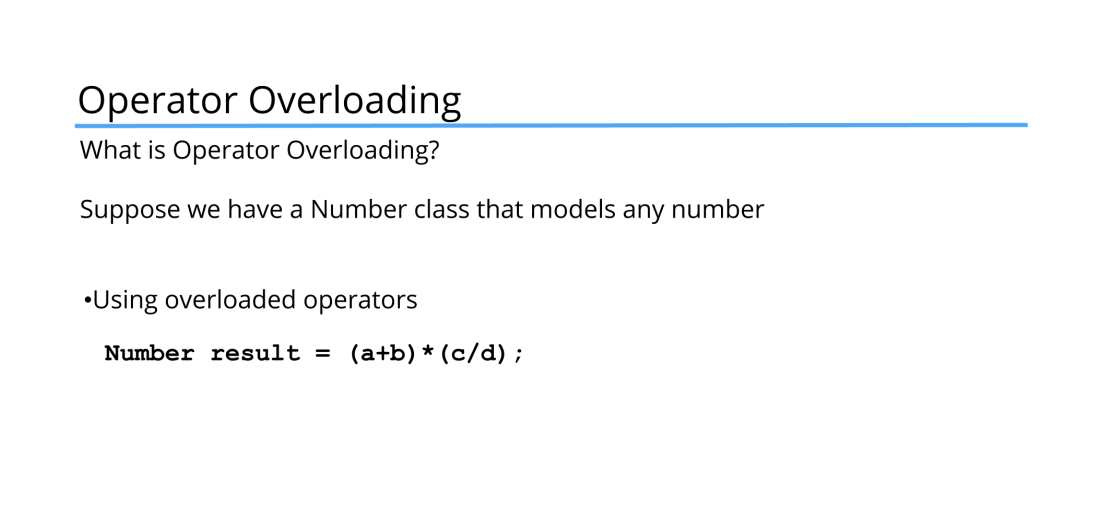 Operator Overloading
What is Operator Overloading?
Suppose we have a Number class that models any number
•Using overloaded operators
Number result = (a+b)*(c/d);